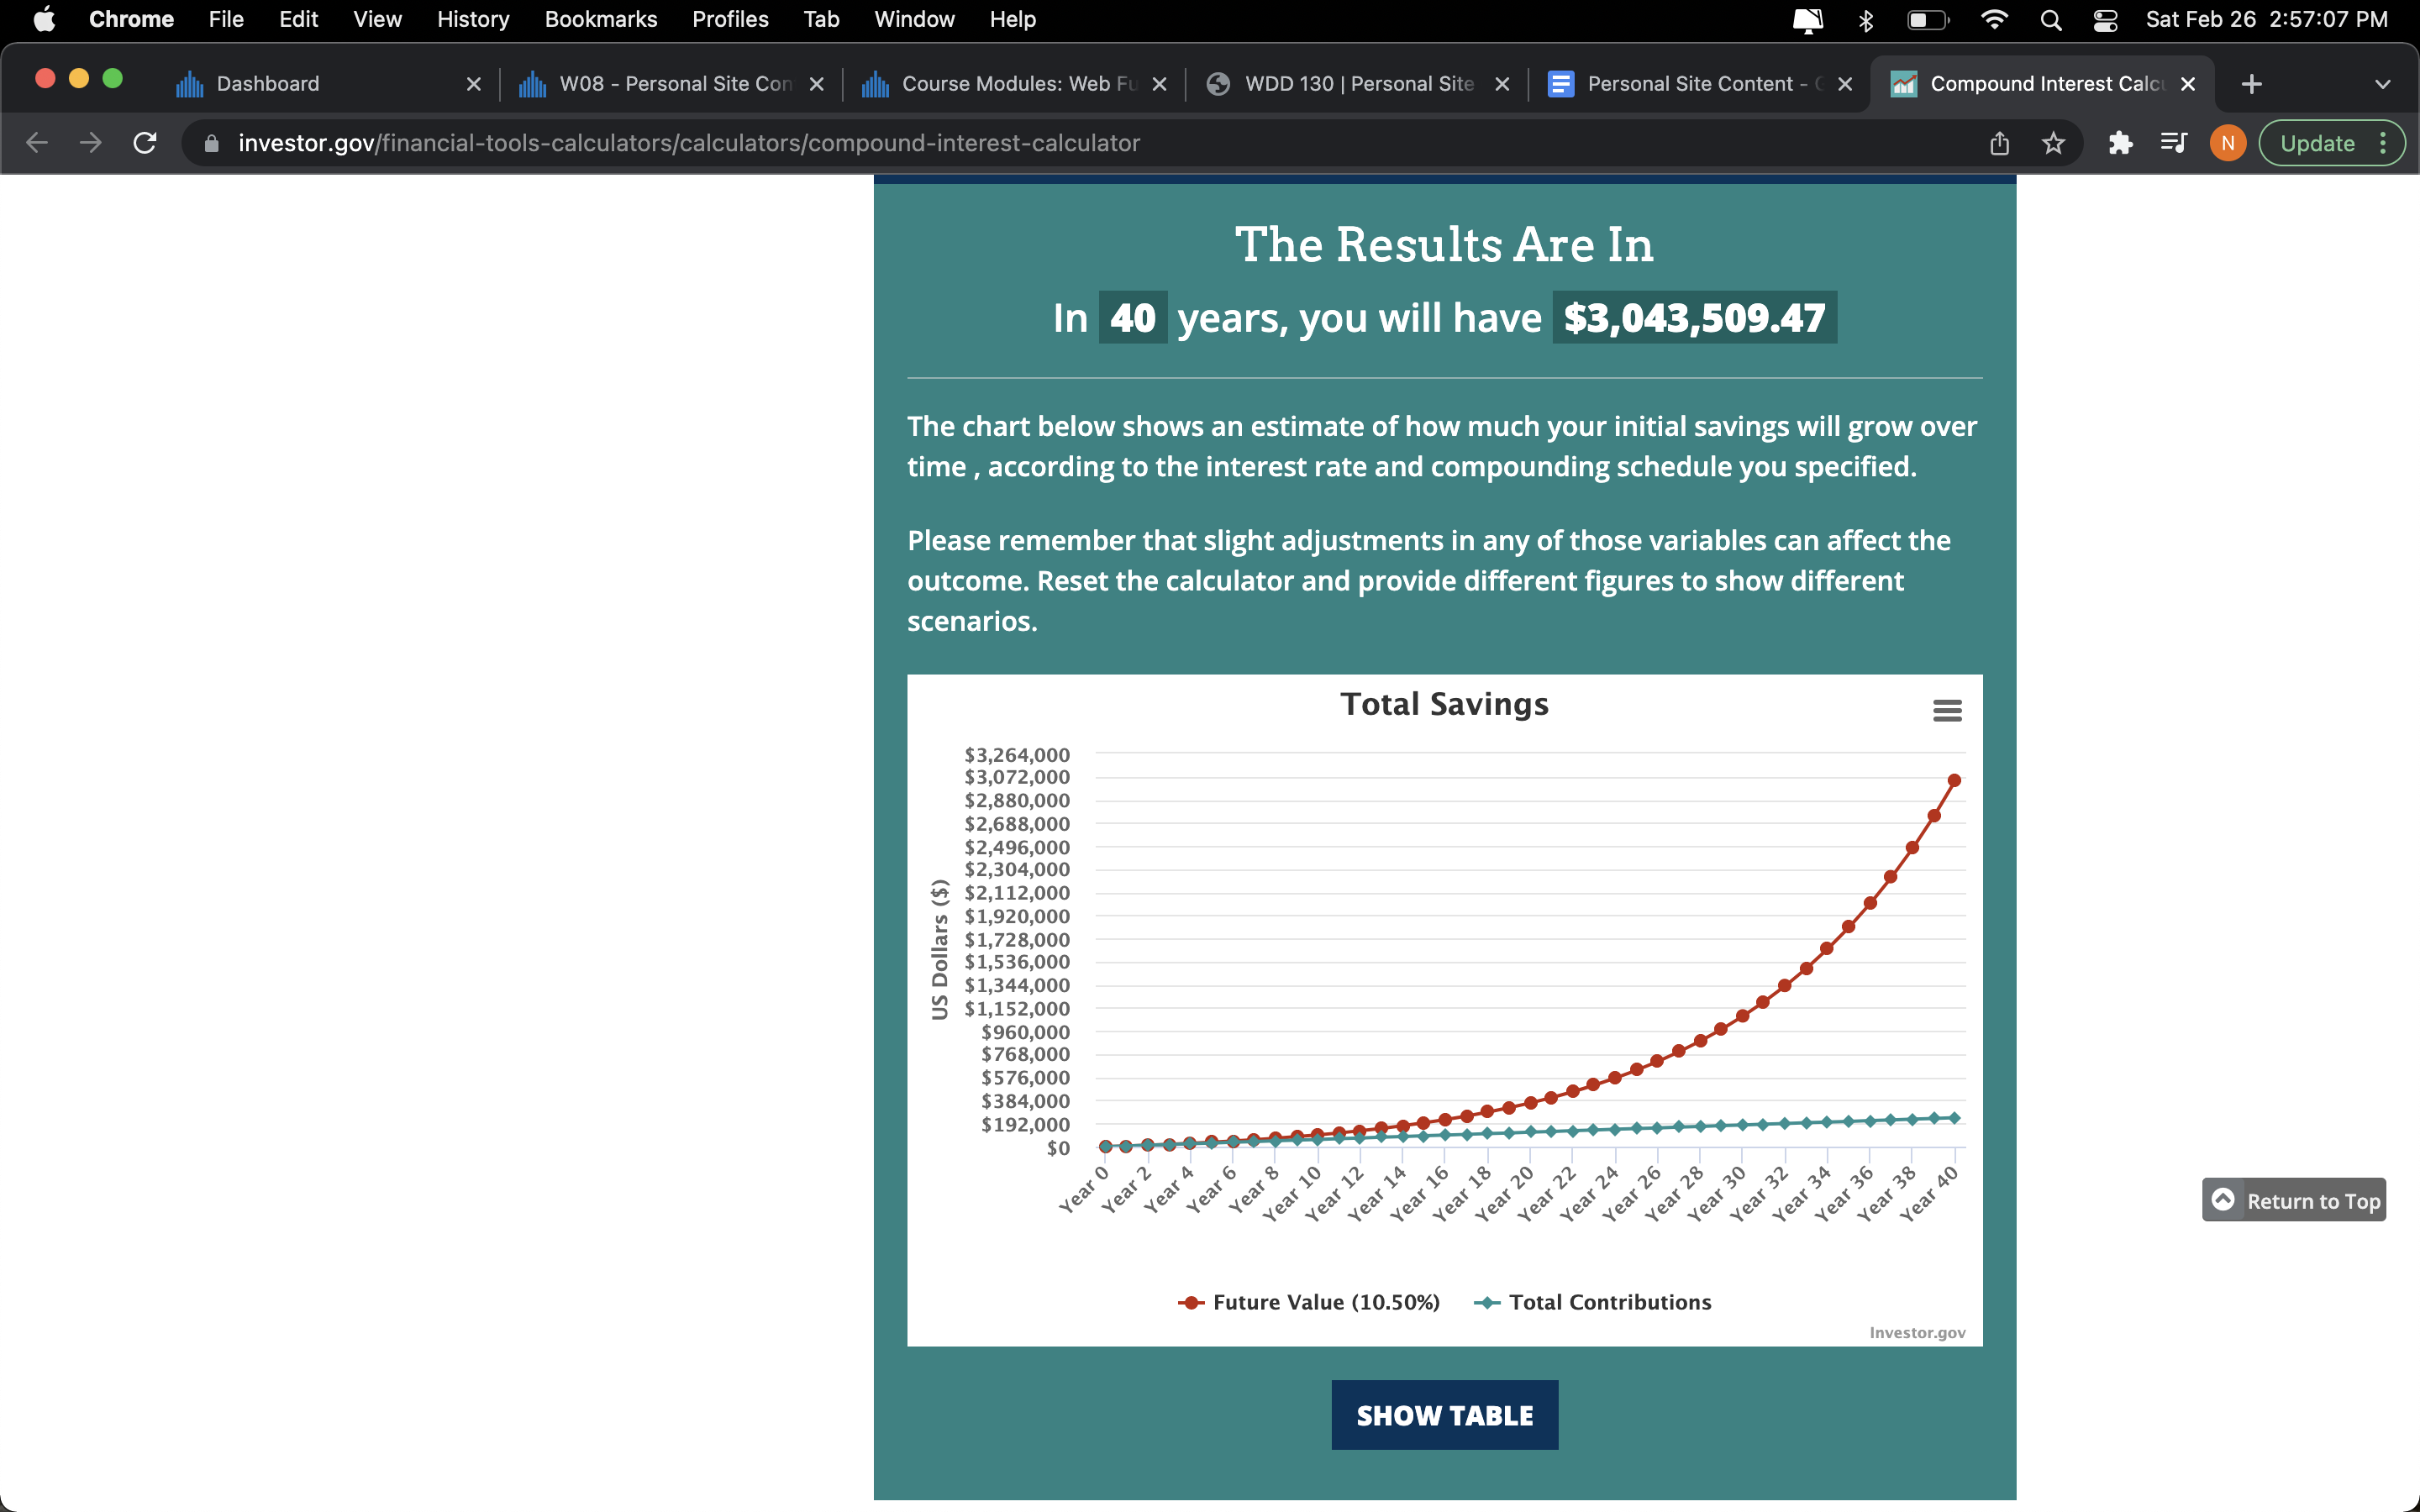 Chrome File Edit View History Bookmarks Profiles Tab Window Help Sat Feb 26 2:57:07 PM
Dashboard W08 - Personal Site Con Course Modules: Web Fu WDD 130 | Personal Site Personal Site Content - Compound Interest Calc
investor.gov/financial-tools-calculators/calculators/compound-interest-calculator N Update
The Results Are In
In 40 years, you will have $3,043,509.47
The chart below shows an estimate of how much your initial savings will grow over
time , according to the interest rate and compounding schedule you specified.
Please remember that slight adjustments in any of those variables can affect the
outcome. Reset the calculator and provide different figures to show different
scenarios.
Total Savings
US Dollars ($)
$3,264,000
$3,072,000
$2,880,000
$2,688,000
$2,496,000
$2,304,000
$2,112,000
$1,920,000
$1,728,000
$1,536,000
$1,344,000
$1,152,000
$960,000
$768,000
$576,000
$384,000
$192,000
$0
Year 0 Year 2 Year 4 Year 6 Year 8 Year 10 Year 12 Year 14 Year 16 Year 18 Year 20 Year 22 Year 24 Year 26 Year 28 Year 30 Year 32 Year 34 Year 36 Year 38 Year 40
Return to Top
Future Value (10.50%) Total Contributions
Investor.gov
SHOW TABLE